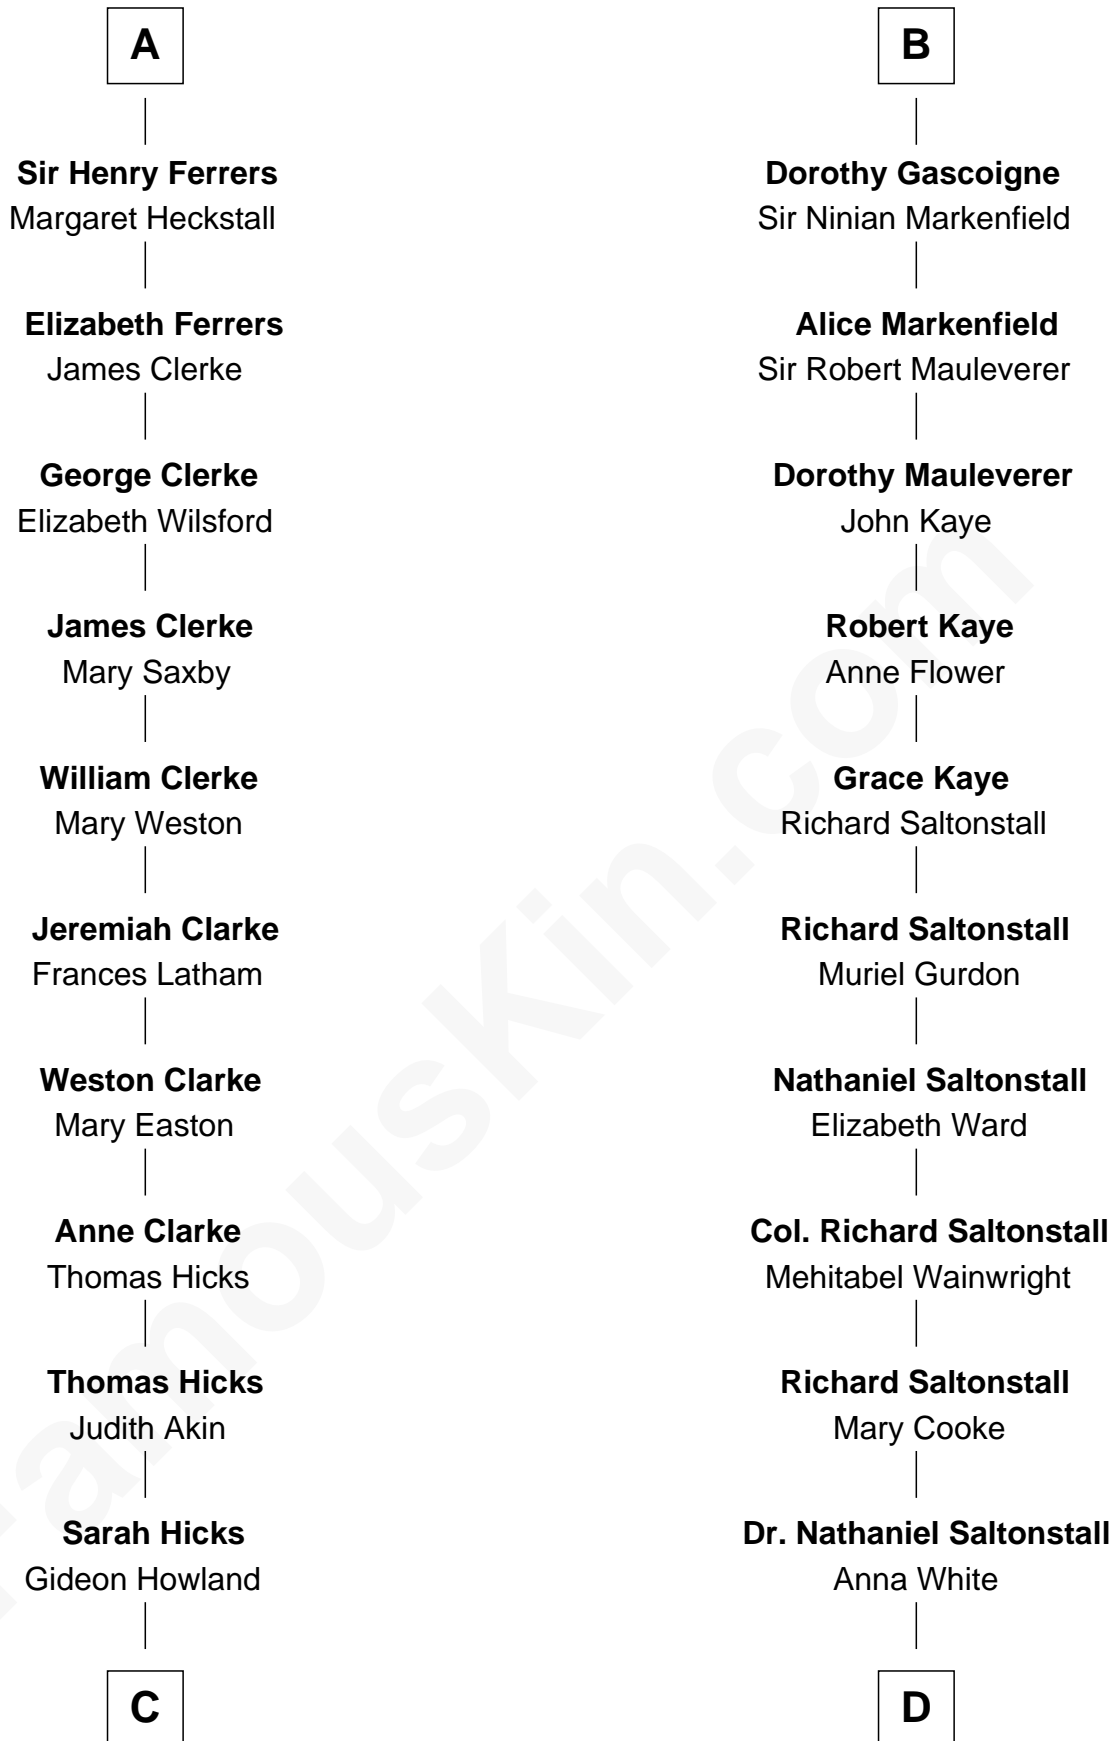 A
Sir Henry Ferrers
Margaret Heckstall
Elizabeth Ferrers
James Clerke
George Clerke
Elizabeth Wilsford
James Clerke
Mary Saxby
William Clerke
Mary Weston
Jeremiah Clarke
Frances Latham
Weston Clarke
Mary Easton
Anne Clarke
Thomas Hicks
Thomas Hicks
Judith Akin
Sarah Hicks
Gideon Howland
C
B
Dorothy Gascoigne
Sir Ninian Markenfield
Alice Markenfield
Sir Robert Mauleverer
Dorothy Mauleverer
John Kaye
Robert Kaye
Anne Flower
Grace Kaye
Richard Saltonstall
Richard Saltonstall
Muriel Gurdon
Nathaniel Saltonstall
Elizabeth Ward
Col. Richard Saltonstall
Mehitabel Wainwright
Richard Saltonstall
Mary Cooke
Dr. Nathaniel Saltonstall
Anna White
D
FamousKin.com